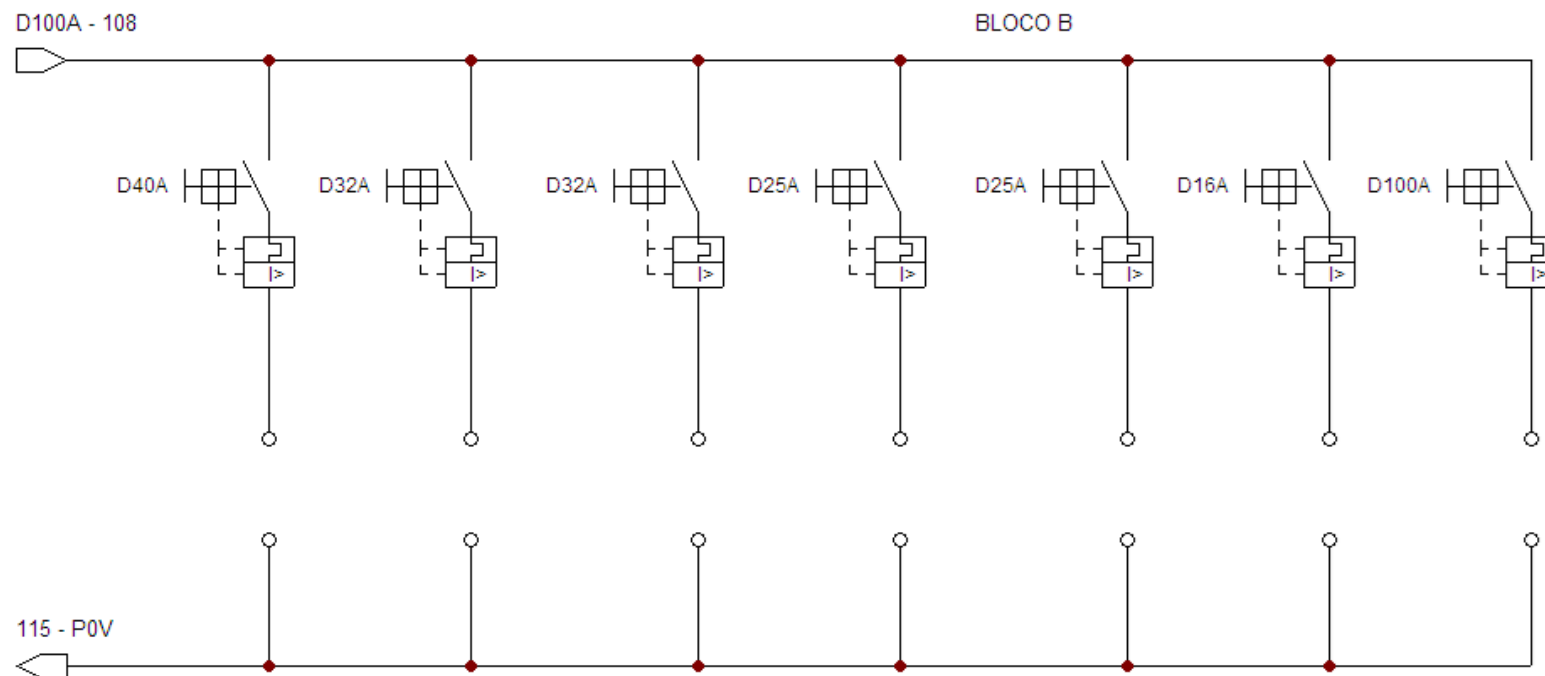 D100A - 108
BLOCO B
D40A
D32A
D32A
D25A
D25A
D16A
D100A
I>
I>
I>
I>
I>
I>
I>
115 - P0V